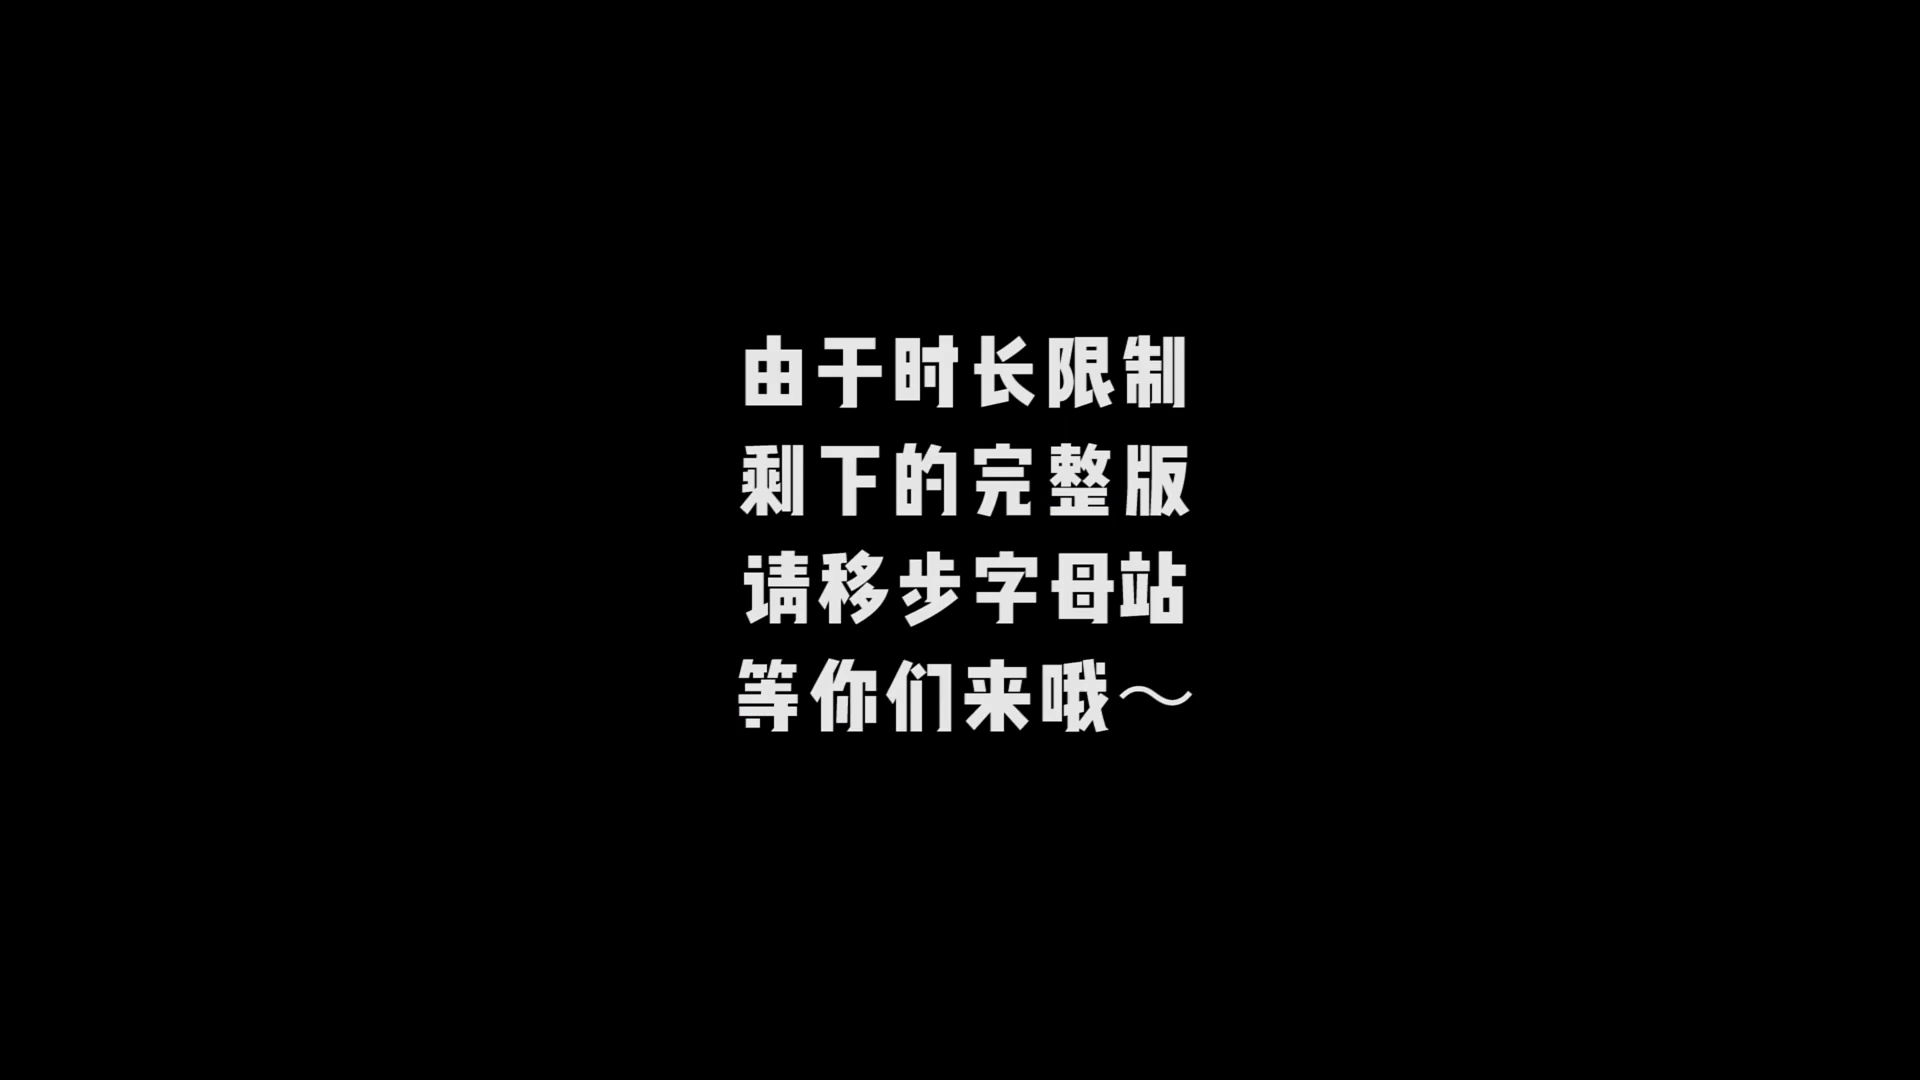 由于时长限制
剩下的完整版
请移步字母站
等你们来哦～